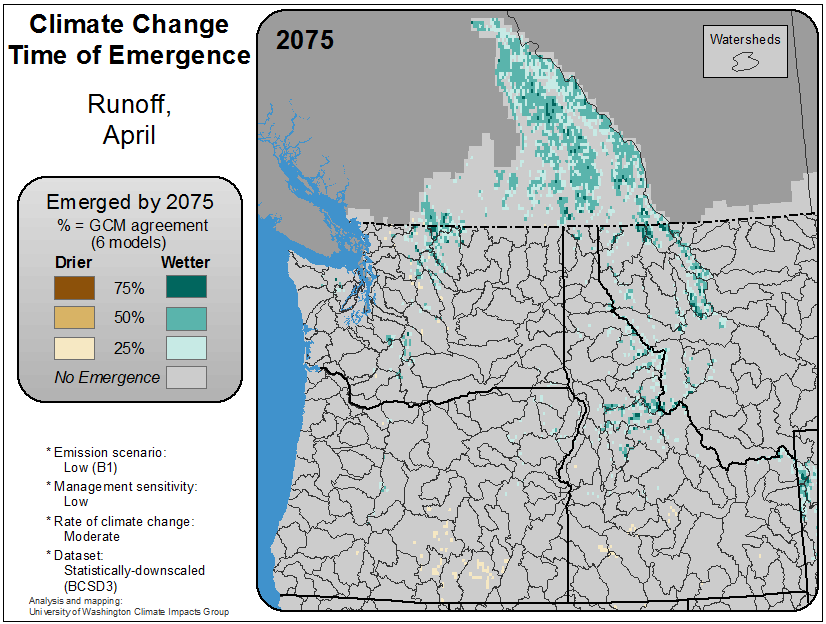 Climate Change
Time of Emergence
Runoff,
April
Emerged by 2075
% = GCM agreement
(6 models)
Drier Wetter
75%
50%
25%
No Emergence
* Emission scenario:
Low (B1)
* Management sensitivity:
Low
* Rate of climate change:
Moderate
* Dataset:
Statistically-downscaled
(BCSD3)
Analysis and mapping:
University of Washington Climate Impacts Group
2075
Watersheds